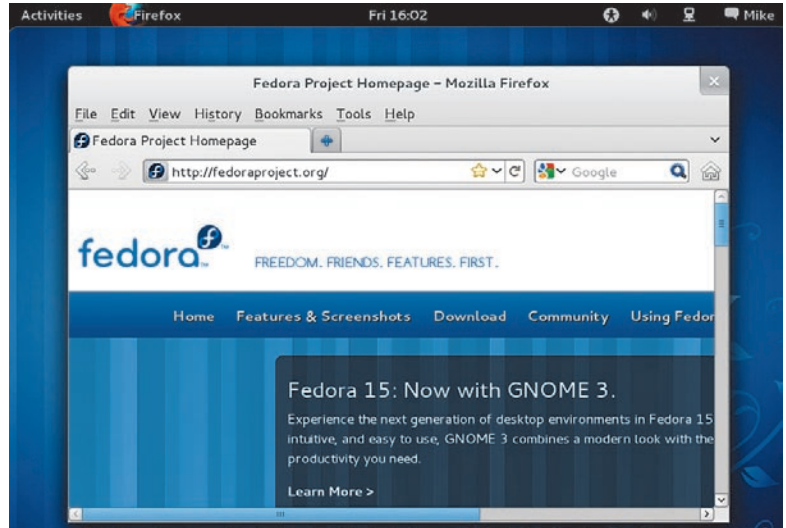 Activities Firefox Fri 16:02 Mike
Fedora Project Homepage – Mozilla Firefox
File Edit View History Bookmarks Tools Help
Fedora Project Homepage
http://fedoraproject.org/ Google
fedora™ FREEDOM. FRIENDS. FEATURES. FIRST.
Home Features & Screenshots Download Community Using Fedor
Fedora 15: Now with GNOME 3.
Experience the next generation of desktop environments in Fedora 15
intuitive, and easy to use, GNOME 3 combines a modern look with the
productivity you need.
Learn More >